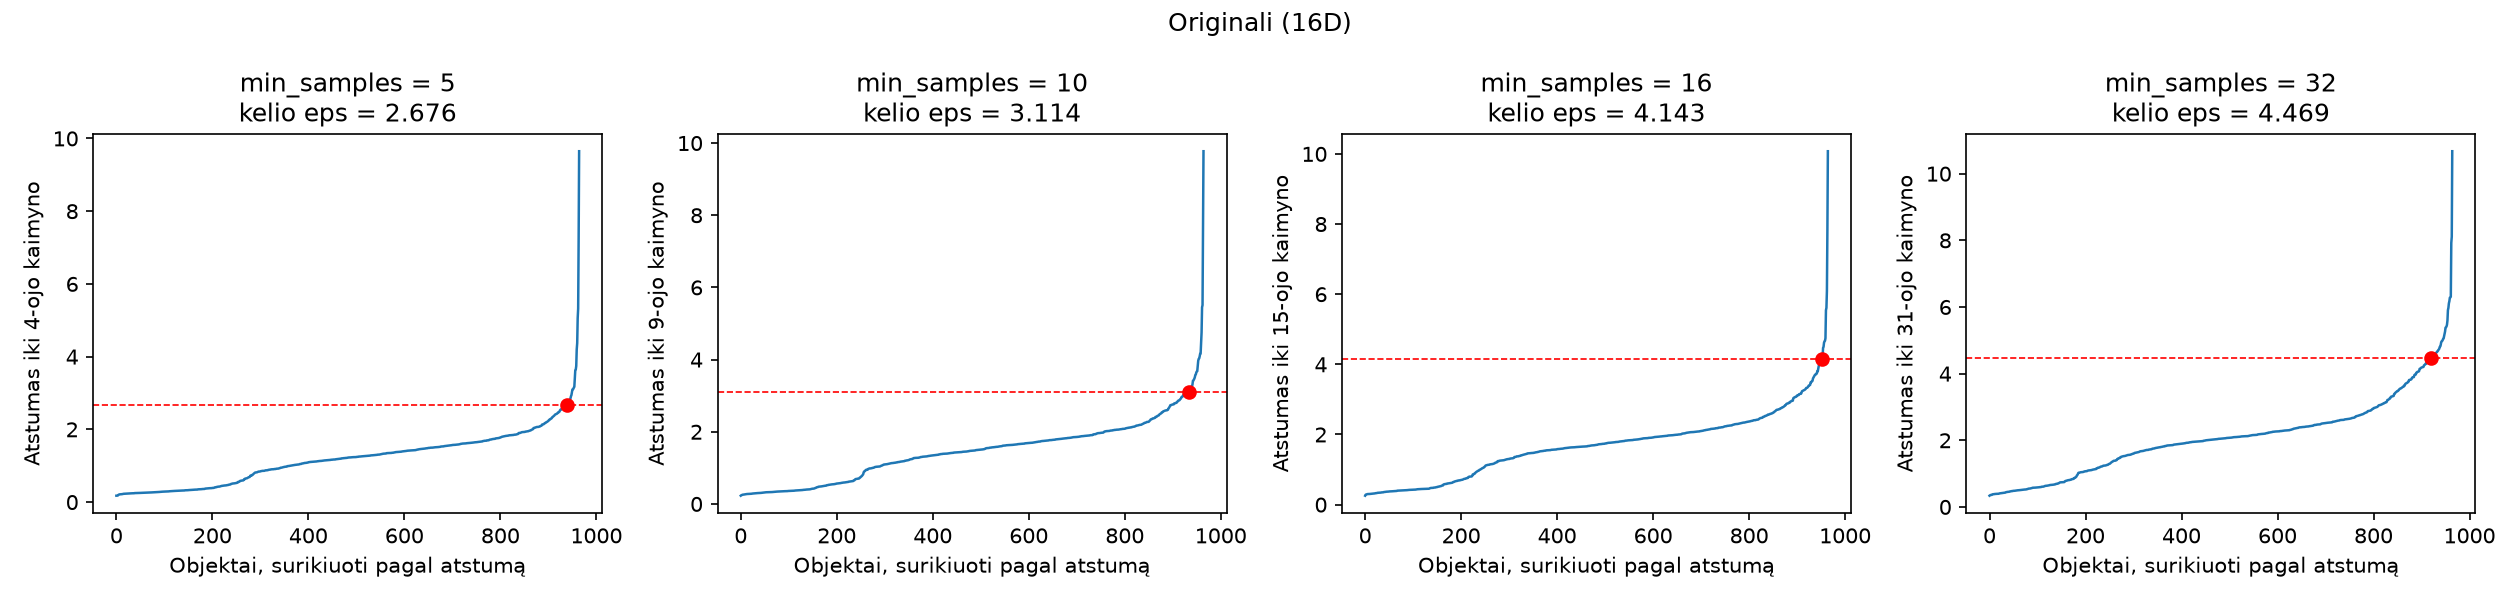 Originali (16D)
min_samples = 5
kelio eps = 2.676
Atstumas iki 4-ojo kaimyno
10
8
6
4
2
0
0 200 400 600 800 1000
Objektai, surikiuoti pagal atstumą
min_samples = 10
kelio eps = 3.114
Atstumas iki 9-ojo kaimyno
10
8
6
4
2
0
0 200 400 600 800 1000
Objektai, surikiuoti pagal atstumą
min_samples = 16
kelio eps = 4.143
Atstumas iki 15-ojo kaimyno
10
8
6
4
2
0
0 200 400 600 800 1000
Objektai, surikiuoti pagal atstumą
min_samples = 32
kelio eps = 4.469
Atstumas iki 31-ojo kaimyno
10
8
6
4
2
0
0 200 400 600 800 1000
Objektai, surikiuoti pagal atstumą